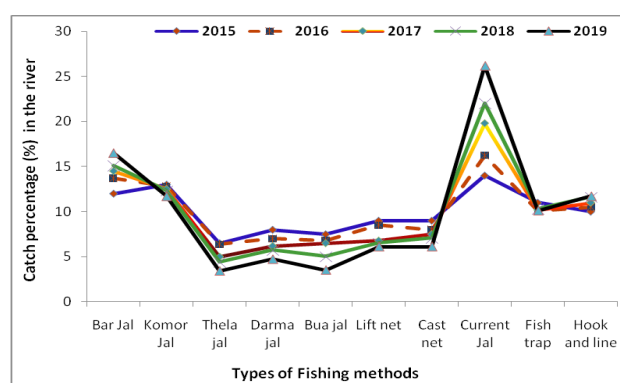 30
25
20
15
10
5
0
Catch percentage (%) in the river
2015 2016 2017 2018 2019
Bar Jal Komor Jal Thela jal Darma jal Bua jal Lift net Cast net Current Jal Fish trap Hook and line
Types of Fishing methods